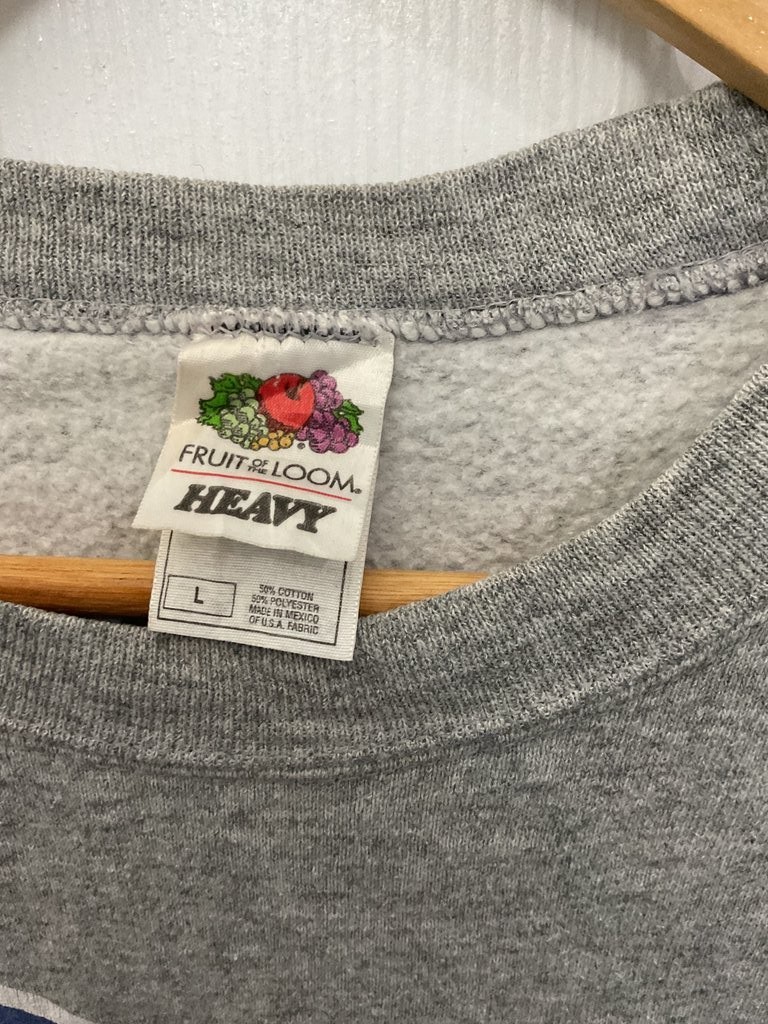 FRUIT OF THE LOOM®
HEAVY
L
50% COTTON
50% POLYESTER
MADE IN MEXICO
OF U.S.A. FABRIC